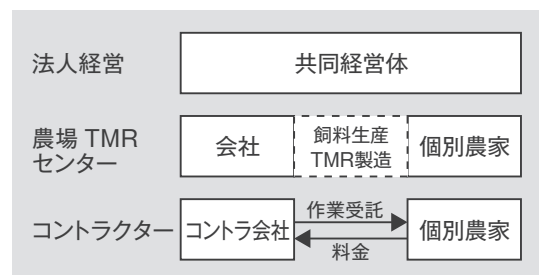 法人経営
共同経営体
農場 TMR
センター
会社
飼料生産
TMR製造
個別農家
コントラクター
コントラ会社
作業受託
料金
個別農家